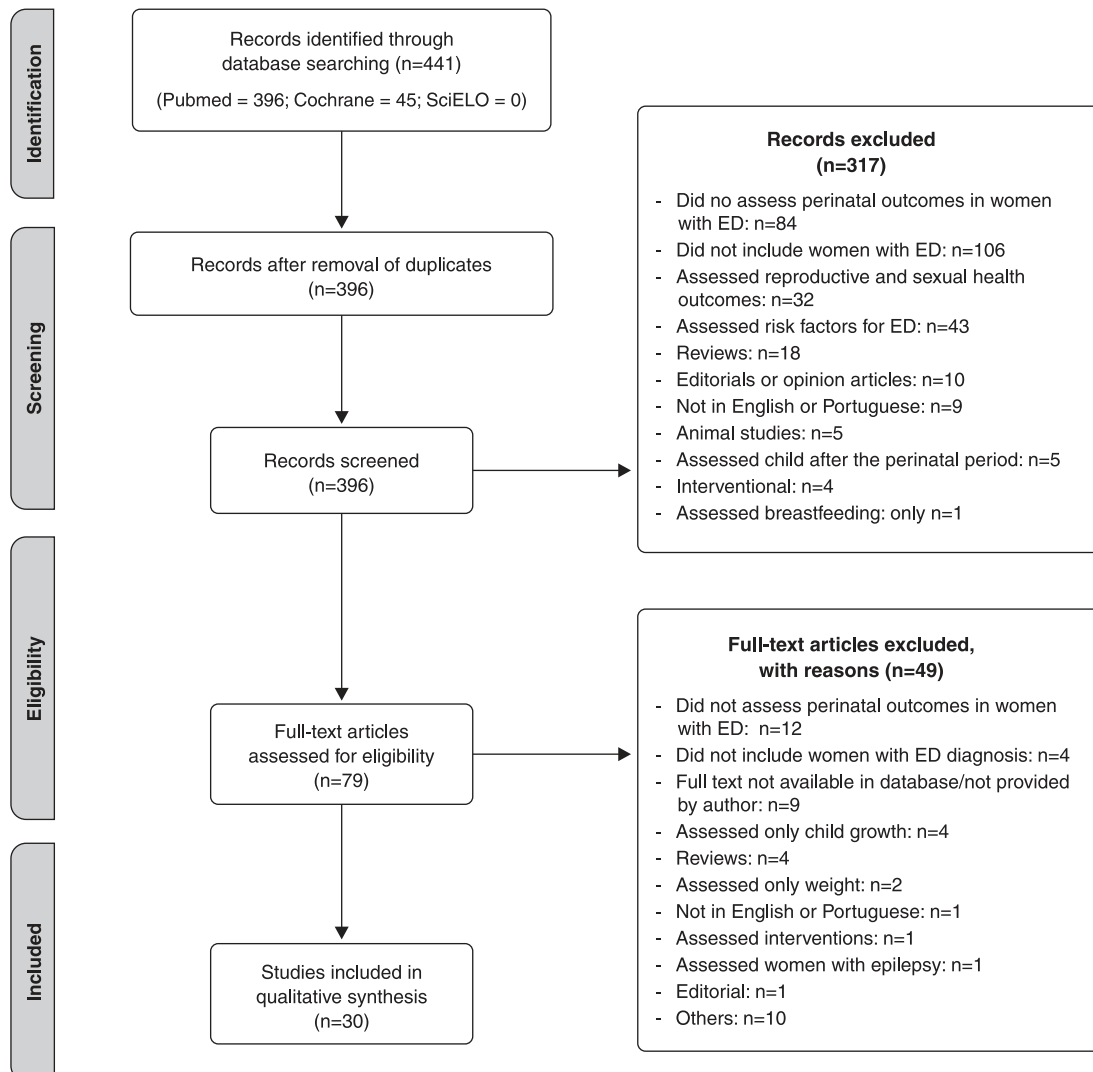 Identification
Records identified through
database searching (n=441)
(Pubmed = 396; Cochrane = 45; SciELO = 0)
Records excluded
(n=317)
- Did no assess perinatal outcomes in women
with ED: n=84
- Did not include women with ED: n=106
- Assessed reproductive and sexual health
outcomes: n=32
- Assessed risk factors for ED: n=43
- Reviews: n=18
- Editorials or opinion articles: n=10
- Not in English or Portuguese: n=9
- Animal studies: n=5
- Assessed child after the perinatal period: n=5
- Interventional: n=4
- Assessed breastfeeding: only n=1
Screening
Records after removal of duplicates
(n=396)
Records screened
(n=396)
Eligibility
Full-text articles
assessed for eligibility
(n=79)
Full-text articles excluded,
with reasons (n=49)
- Did not assess perinatal outcomes in women
with ED: n=12
- Did not include women with ED diagnosis: n=4
- Full text not available in database/not provided
by author: n=9
- Assessed only child growth: n=4
- Reviews: n=4
- Assessed only weight: n=2
- Not in English or Portuguese: n=1
- Assessed interventions: n=1
- Assessed women with epilepsy: n=1
- Editorial: n=1
- Others: n=10
Included
Studies included in
qualitative synthesis
(n=30)